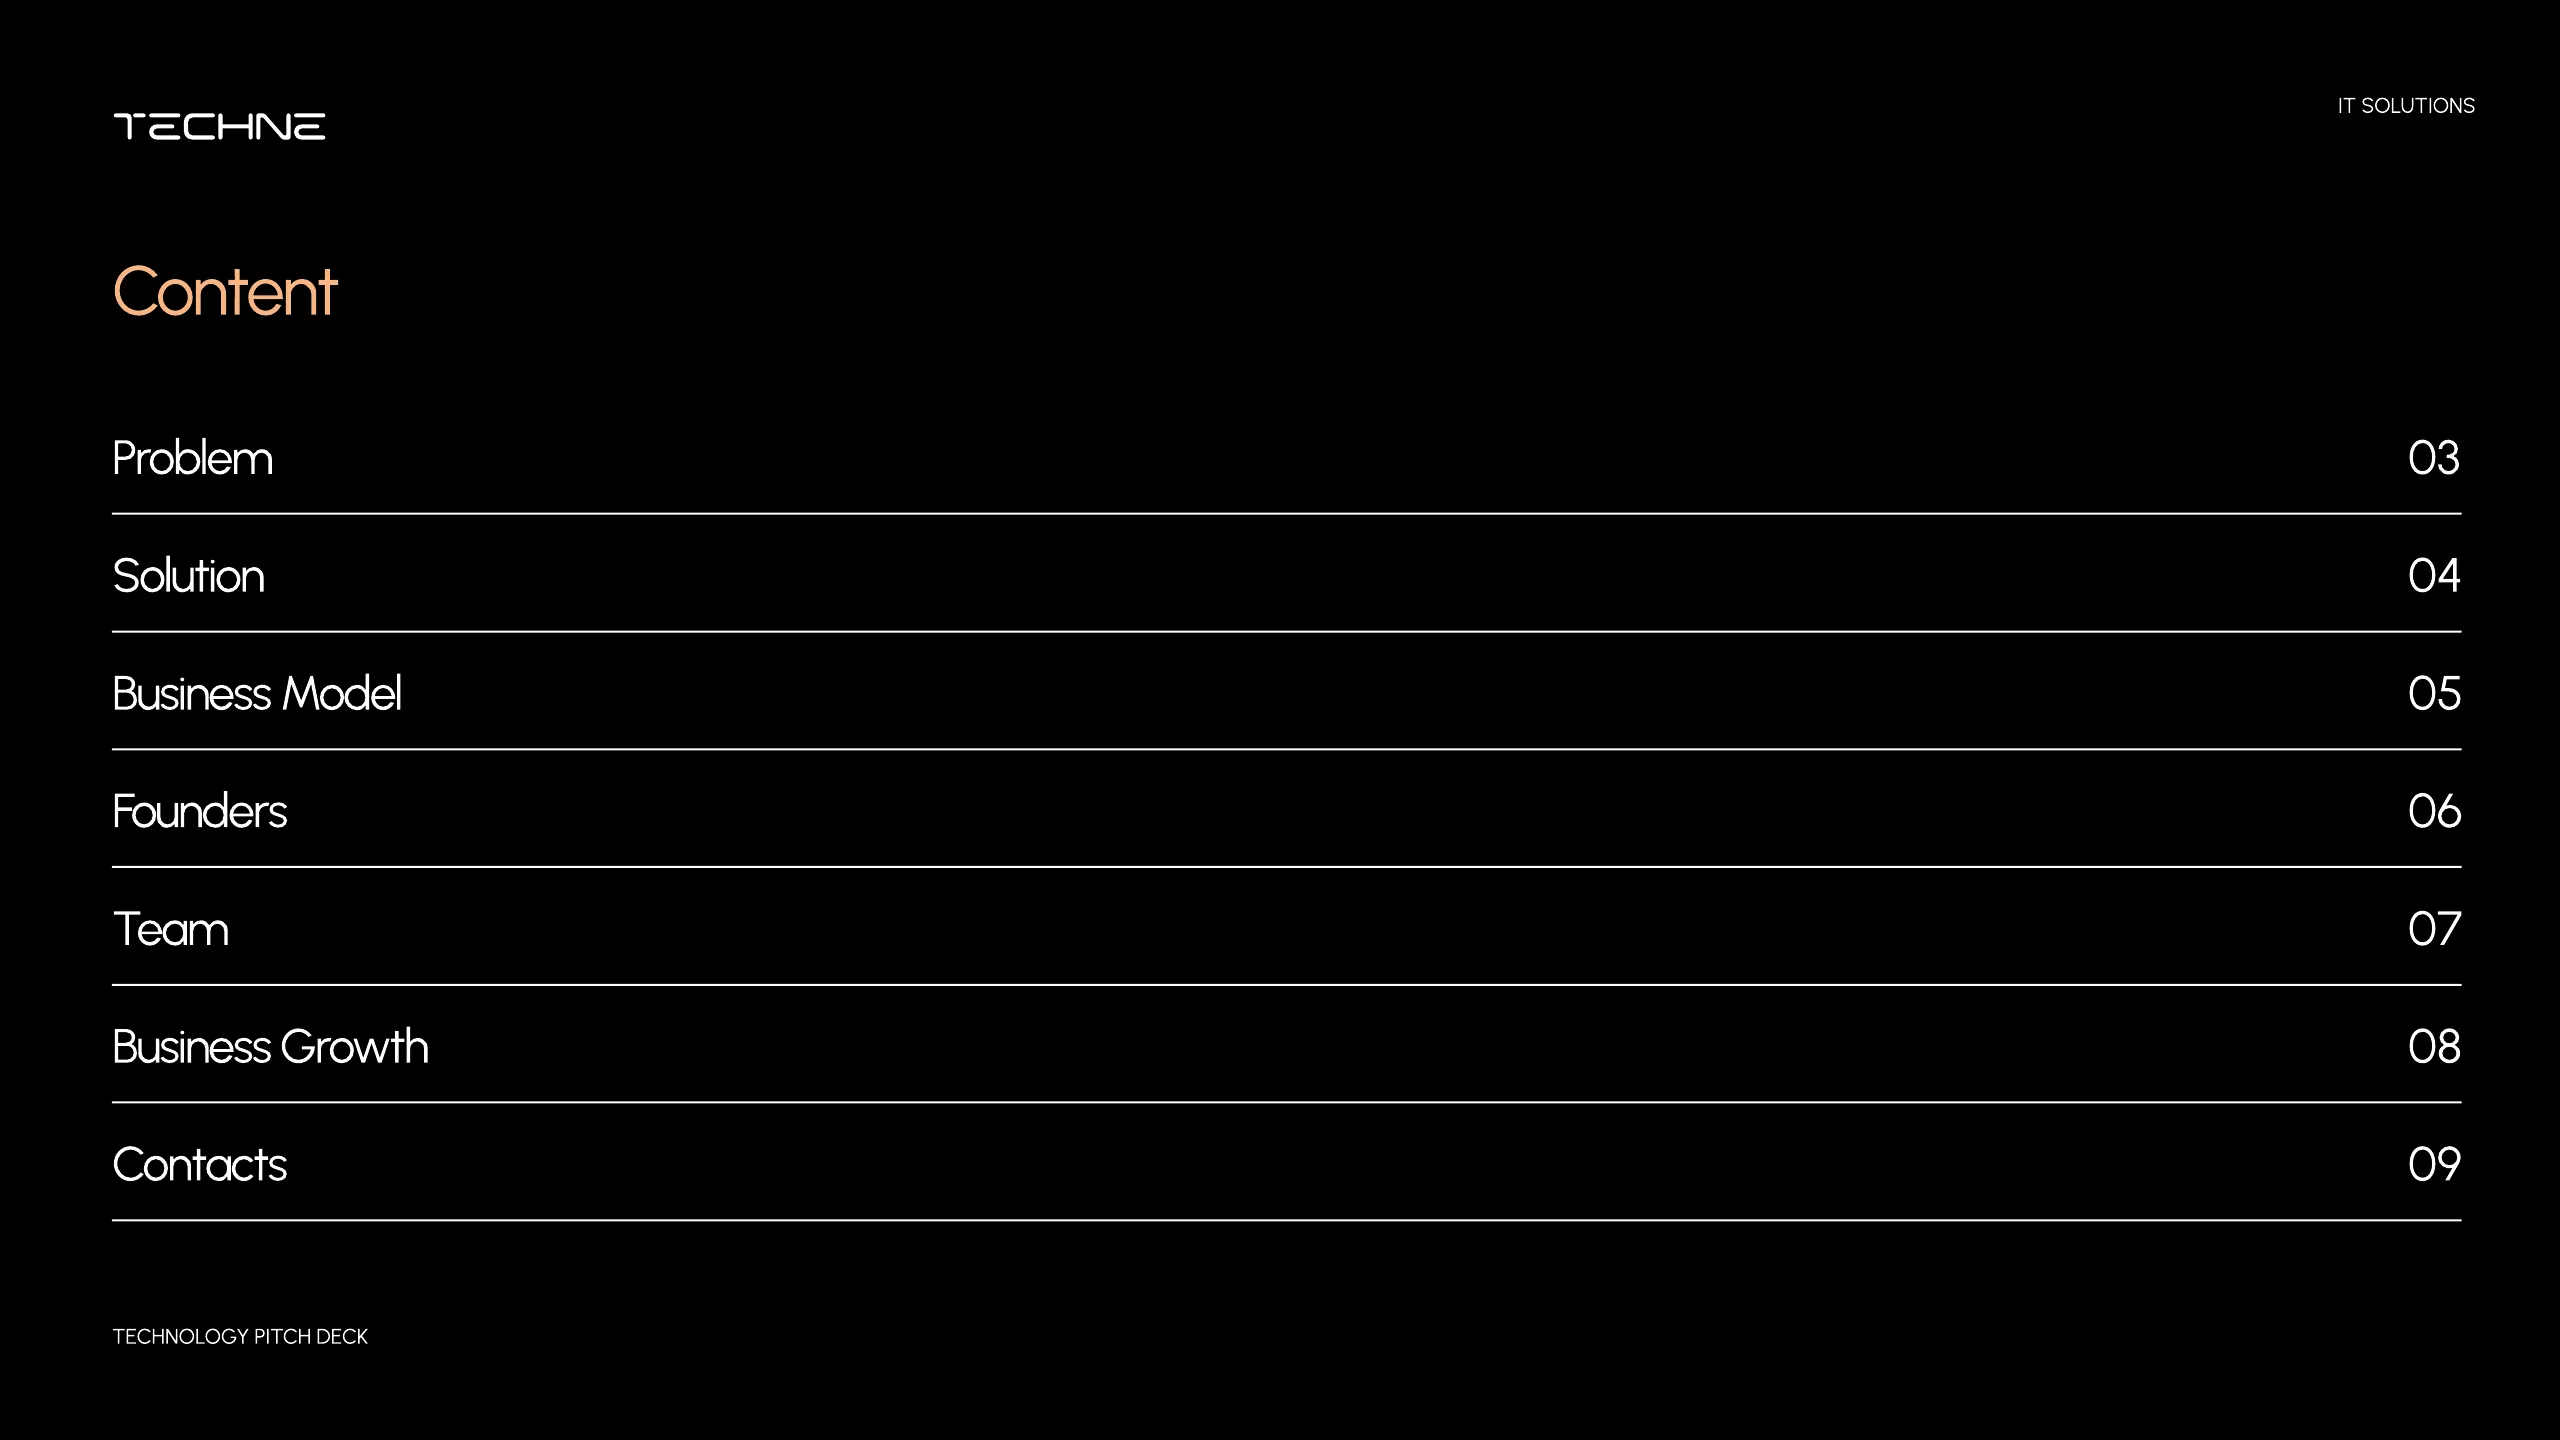 TECHNE
IT SOLUTIONS
Content
Problem 03
Solution 04
Business Model 05
Founders 06
Team 07
Business Growth 08
Contacts 09
TECHNOLOGY PITCH DECK